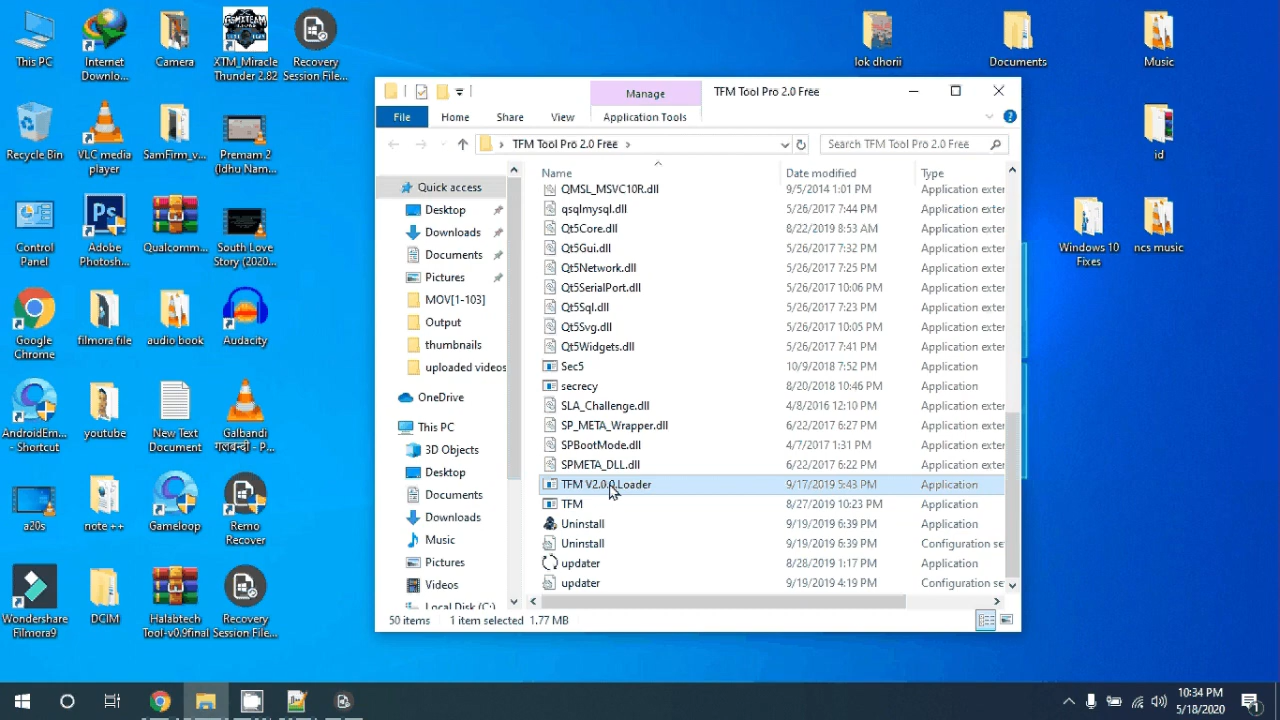 This PC
Internet
Downlo...
Camera
XTM_Miracle
Thunder 2.82
Recovery
Session File...
lok dhorii
Documents
Music
Recycle Bin
VLC media
player
SamFirm_v...
Premam 2
(Idhu Nam...
id
Control
Panel
Adobe
Photosh...
Qualcomm...
South Love
Story (2020...
Windows 10
Fixes
ncs music
Google
Chrome
filmora file
audio book
Audacity
AndroidEm...
- Shortcut
youtube
New Text
Document
Galbandi
गलबन्दी - P...
a20s
note ++
Gameloop
Remo
Recover
Wondershare
Filmora9
DCIM
Halabtech
Tool-v0.9final
Recovery
Session File...
Manage
TFM Tool Pro 2.0 Free
File
Home
Share
View
Application Tools
TFM Tool Pro 2.0 Free
Search TFM Tool Pro 2.0 Free
Quick access
Desktop
Downloads
Documents
Pictures
MOV[1-103]
Output
thumbnails
uploaded videos
OneDrive
This PC
3D Objects
Desktop
Documents
Downloads
Music
Pictures
Videos
Local Disk (C:)
Name Date modified Type
QMSL_MSVC10R.dll 9/5/2014 1:01 PM Application exter
qsqlmysql.dll 5/26/2017 7:44 PM Application exter
Qt5Core.dll 8/22/2019 8:53 AM Application exter
Qt5Gui.dll 5/26/2017 7:32 PM Application exter
Qt5Network.dll 5/26/2017 7:25 PM Application exter
Qt5SerialPort.dll 5/26/2017 10:06 PM Application exter
Qt5Sql.dll 5/26/2017 7:23 PM Application exter
Qt5Svg.dll 5/26/2017 10:05 PM Application exter
Qt5Widgets.dll 5/26/2017 7:41 PM Application exter
Sec5 10/9/2018 7:52 PM Application
secrecy 8/20/2018 10:46 PM Application
SLA_Challenge.dll 4/8/2016 12:10 PM Application exter
SP_META_Wrapper.dll 6/22/2017 6:27 PM Application exter
SPBootMode.dll 4/7/2017 1:31 PM Application exter
SPMETA_DLL.dll 6/22/2017 6:22 PM Application exter
TFM V2.0.0 Loader 9/17/2019 5:43 PM Application
TFM 8/27/2019 10:23 PM Application
Uninstall 9/19/2019 6:39 PM Application
Uninstall 9/19/2019 6:39 PM Configuration se
updater 8/28/2019 1:17 PM Application
updater 9/19/2019 4:19 PM Configuration se
50 items 1 item selected 1.77 MB
10:34 PM
5/18/2020